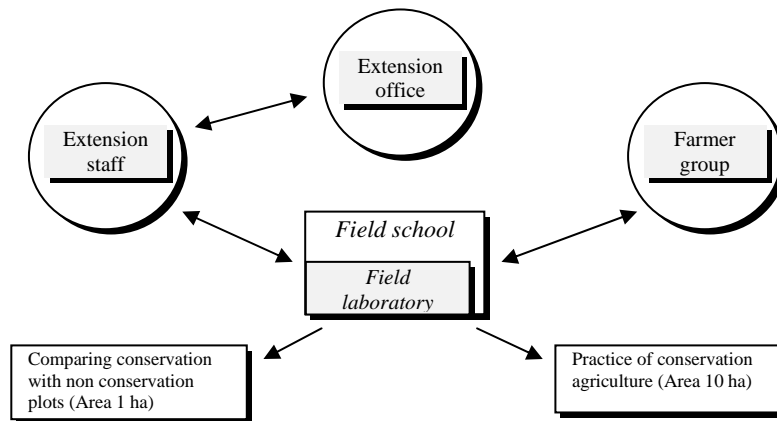 Extension
office
Extension
staff
Farmer
group
Field school
Field
laboratory
Comparing conservation
with non conservation
plots (Area 1 ha)
Practice of conservation
agriculture (Area 10 ha)